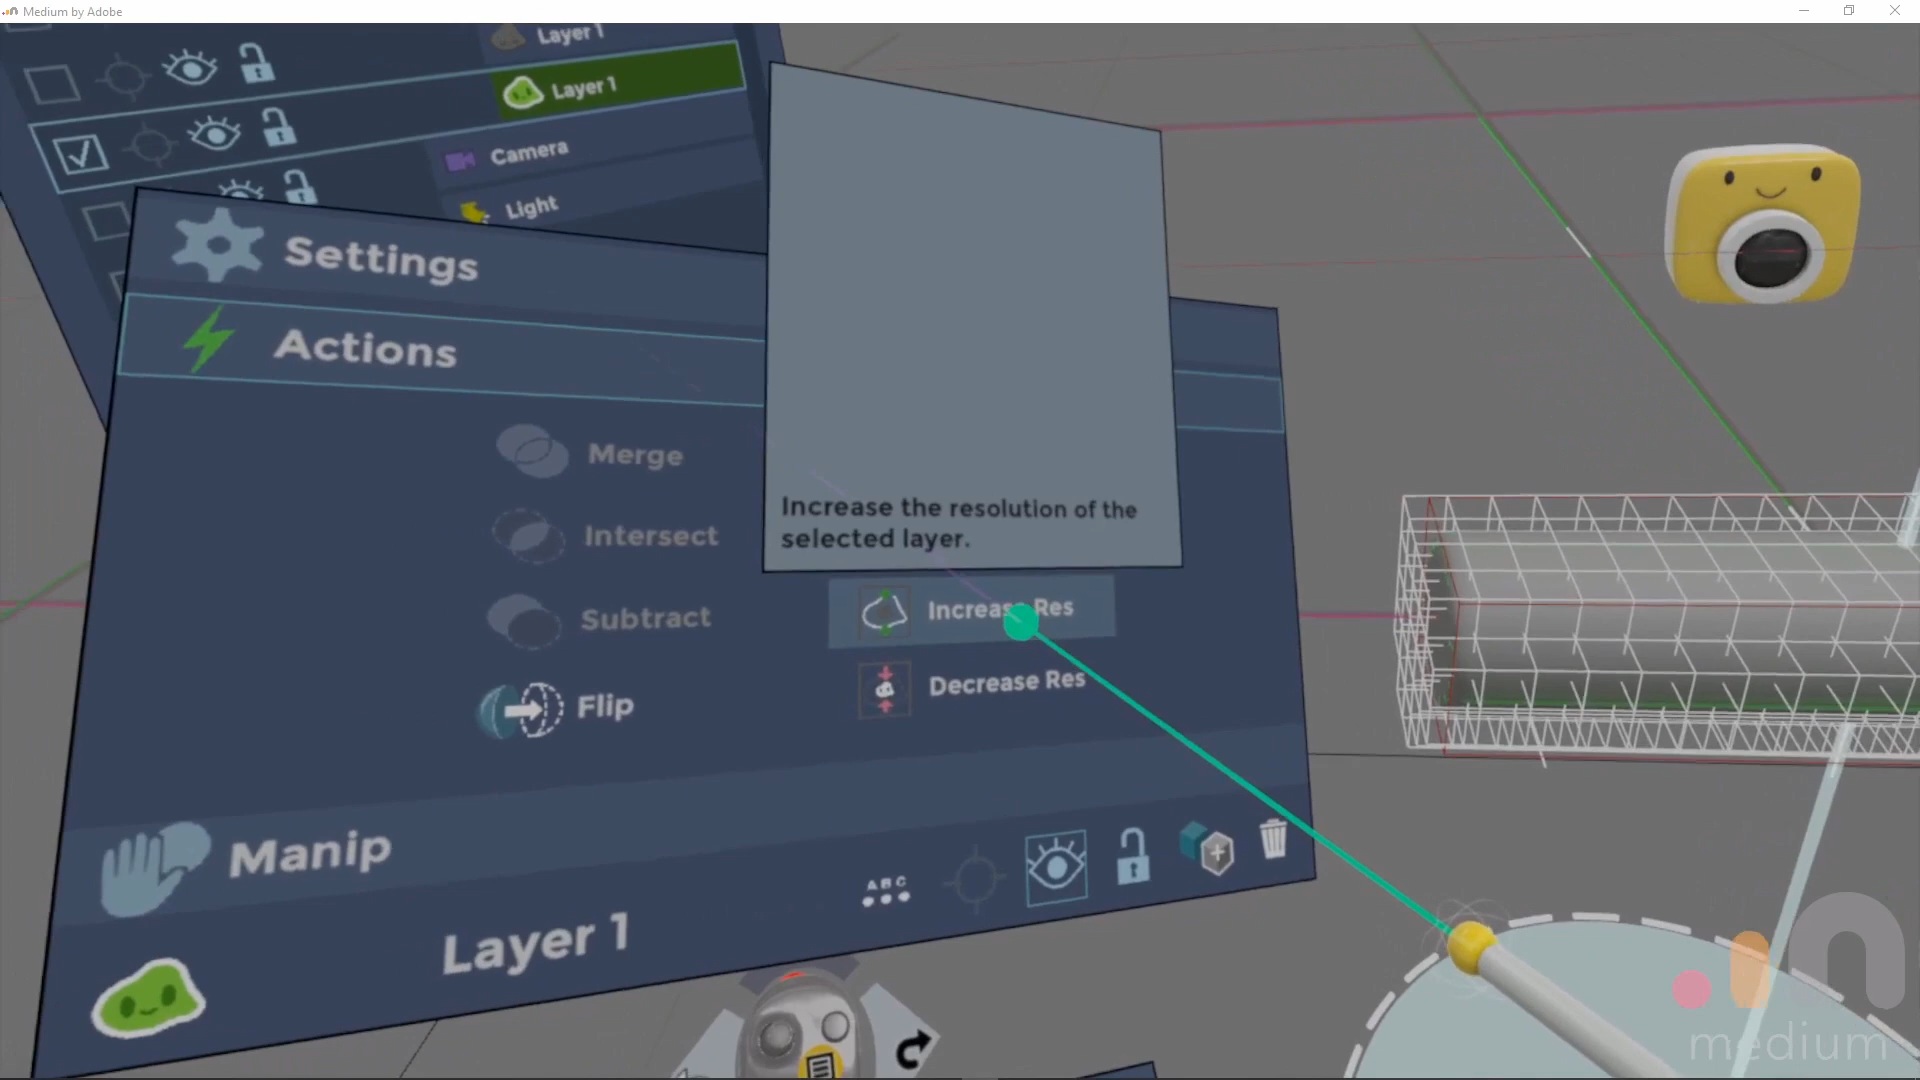 Medium by Adobe
Layer 1
Layer 1
Camera
Light
Settings
Actions
Merge
Intersect
Subtract
Flip
Increase the resolution of the
selected layer.
Increase Res
Decrease Res
Manip
ABC
Layer 1
medium